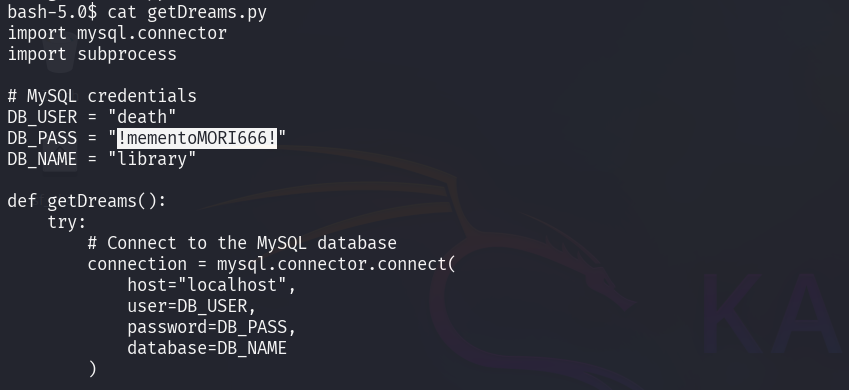 bash-5.0$ cat getDreams.py
import mysql.connector
import subprocess

# MySQL credentials
DB_USER = "death"
DB_PASS = "!mementoMORI666!"
DB_NAME = "library"

def getDreams():
    try:
        # Connect to the MySQL database
        connection = mysql.connector.connect(
            host="localhost",
            user=DB_USER,
            password=DB_PASS,
            database=DB_NAME
        )
KA